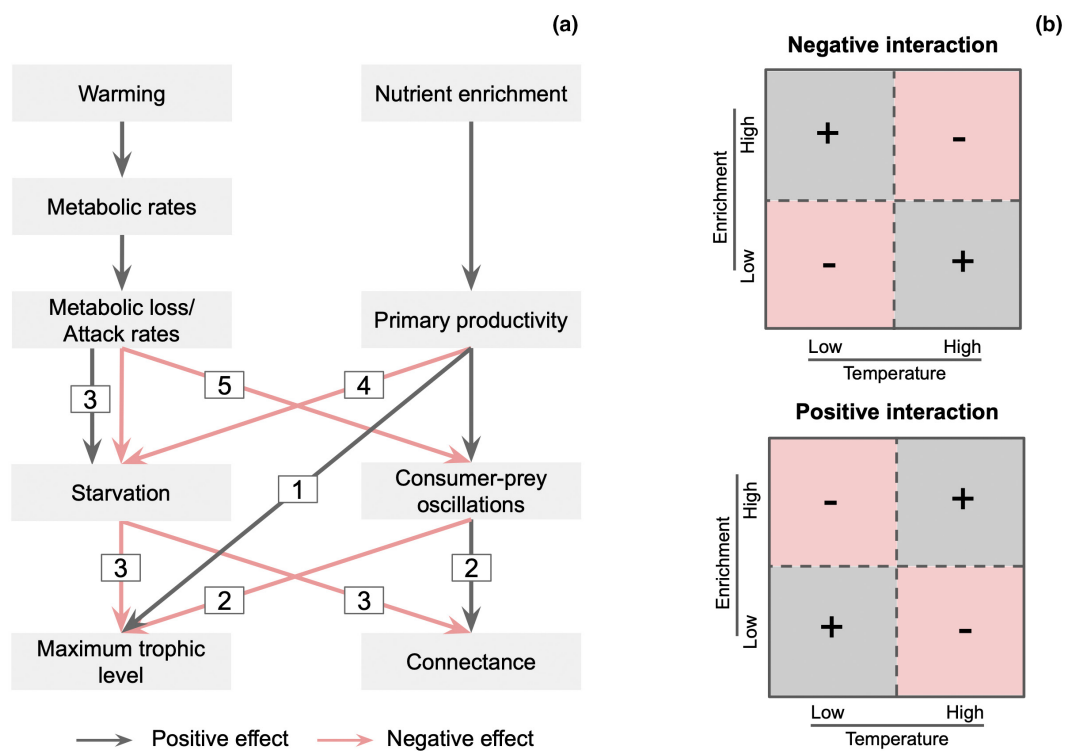 (a)
Warming
Nutrient enrichment
Metabolic rates
Metabolic loss/
Attack rates
Primary productivity
3
5
4
Starvation
1
Consumer-prey
oscillations
3
2
3
2
Maximum trophic
level
Connectance
Positive effect
Negative effect
(b)
Negative interaction
Enrichment
High
Low
+
-
-
+
Low
High
Temperature
Positive interaction
Enrichment
High
Low
-
+
+
-
Low
High
Temperature